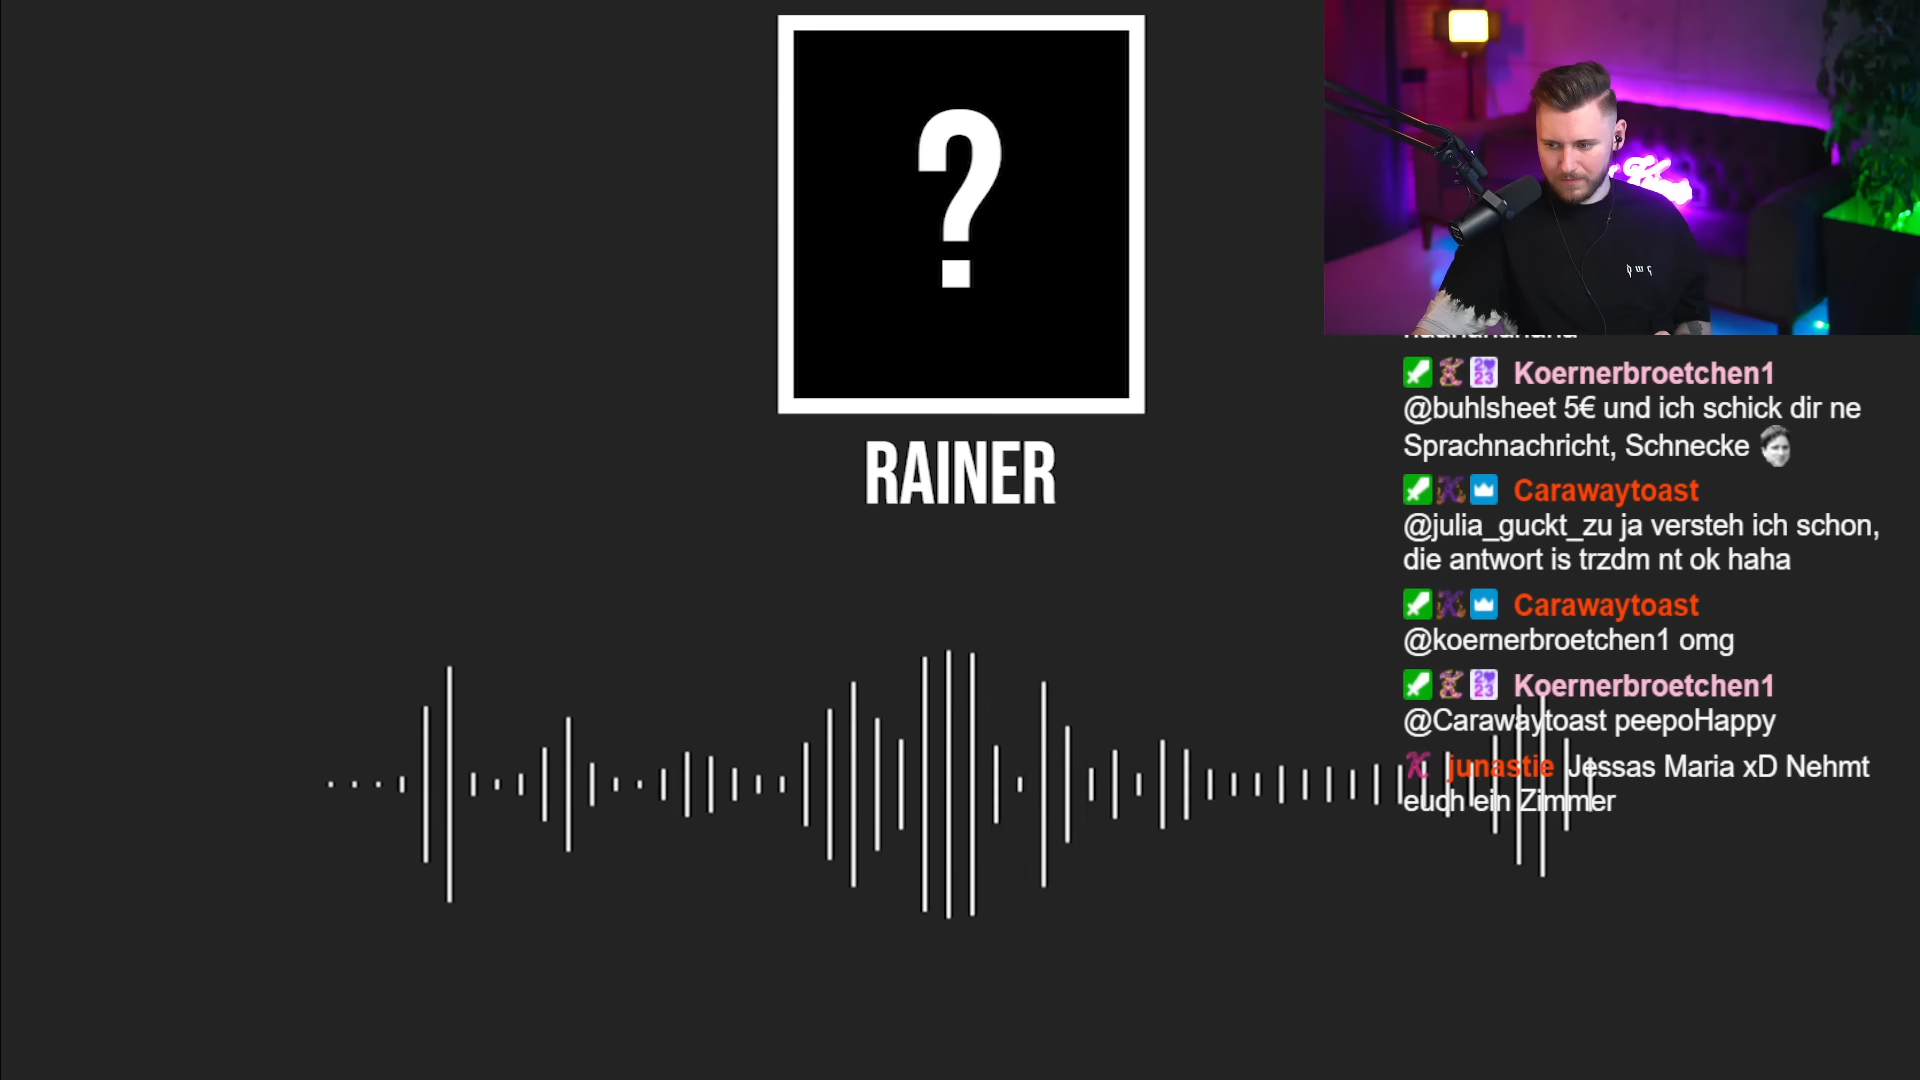 ?
RAINER
Koernerbroetchen1
@buhlsheet 5€ und ich schick dir ne
Sprachnachricht, Schnecke
Carawaytoast
@julia_guckt_zu ja versteh ich schon,
die antwort is trzdm nt ok haha
Carawaytoast
@koernerbroetchen1 omg
Koernerbroetchen1
@Carawaytoast peepoHappy
junastie Jessas Maria xD Nehmt
euch ein Zimmer